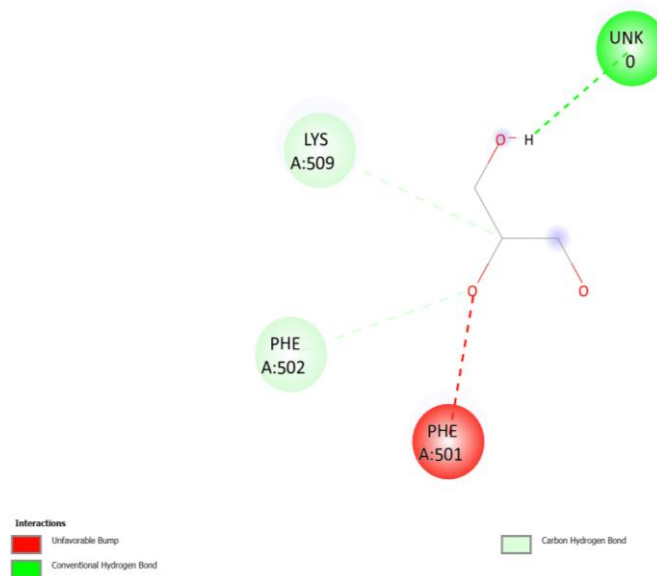 UNK
0
O
H
LYS
A:509
O
O
PHE
A:502
PHE
A:501
Interactions
Unfavorable Bump
Conventional Hydrogen Bond
Carbon Hydrogen Bond